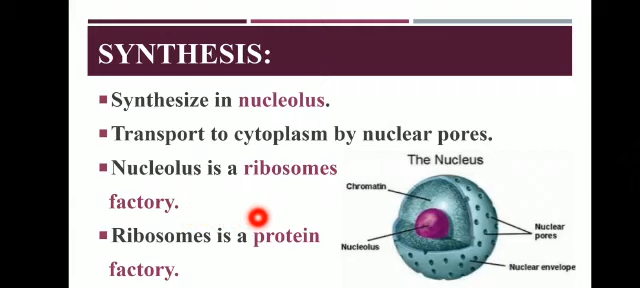 SYNTHESIS:
Synthesize in nucleolus.
Transport to cytoplasm by nuclear pores.
Nucleolus is a ribosomes
factory.
Ribosomes is a protein
factory.
The Nucleus
Chromatin
Nucleolus
Nuclear
pores
Nuclear envelope